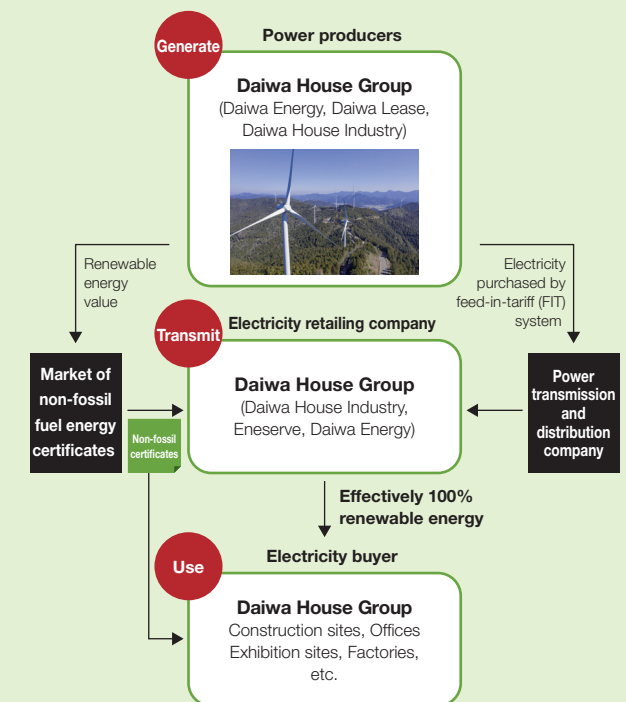 Generate
Power producers
Daiwa House Group
(Daiwa Energy, Daiwa Lease,
Daiwa House Industry)
Renewable
energy
value
Electricity
purchased by
feed-in-tariff (FIT)
system
Transmit
Electricity retailing company
Market of
non-fossil
fuel energy
certificates
Non-fossil
certificates
Daiwa House Group
(Daiwa House Industry,
Eneserve, Daiwa Energy)
Power
transmission
and
distribution
company
Effectively 100%
renewable energy
Use
Electricity buyer
Daiwa House Group
Construction sites, Offices
Exhibition sites, Factories,
etc.